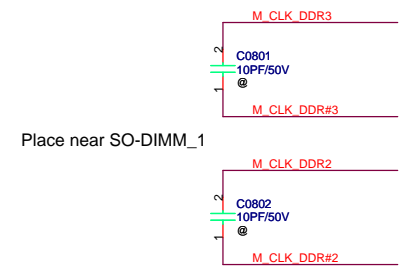 M_CLK_DDR3
2
C0801
10PF/50V
@
1
M_CLK_DDR#3
Place near SO-DIMM_1
M_CLK_DDR2
2
C0802
10PF/50V
@
1
M_CLK_DDR#2